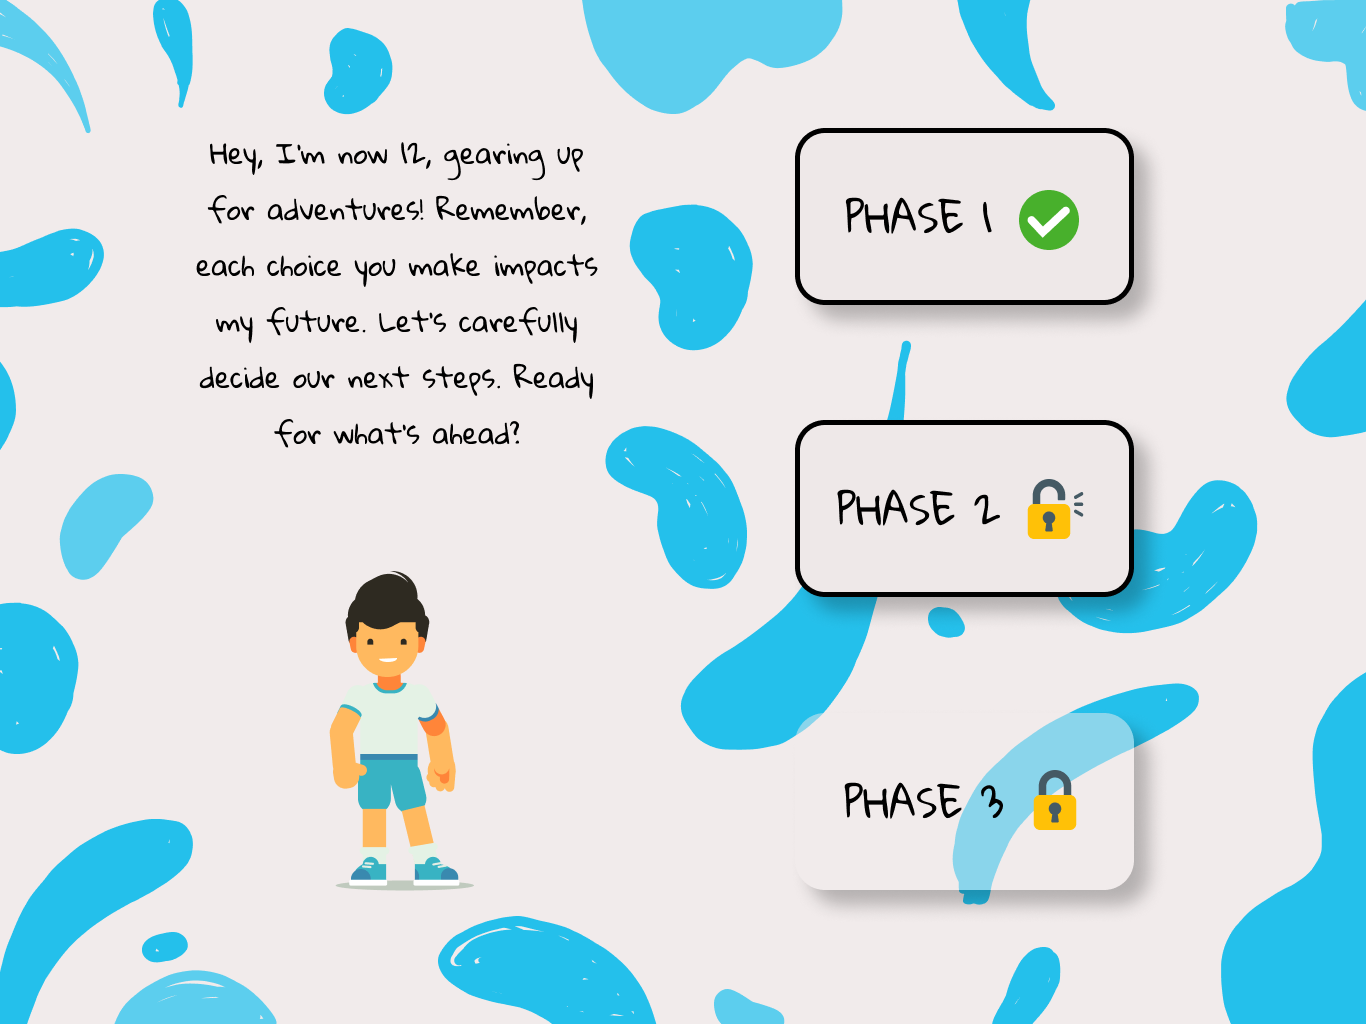 Hey, I'm now 12, gearing up
for adventures! Remember,
each choice you make impacts
my future. Let's carefully
decide our next steps. Ready
for what's ahead?
PHASE 1
PHASE 2
PHASE 3